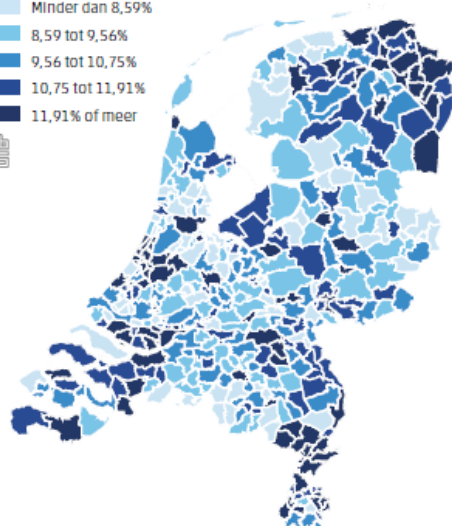 Minder dan 8,59%
8,59 tot 9,56%
9,56 tot 10,75%
10,75 tot 11,91%
11,91% of meer